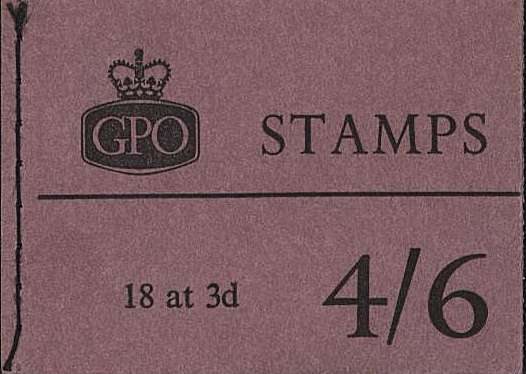 GPO
STAMPS
18 at 3d
4/6